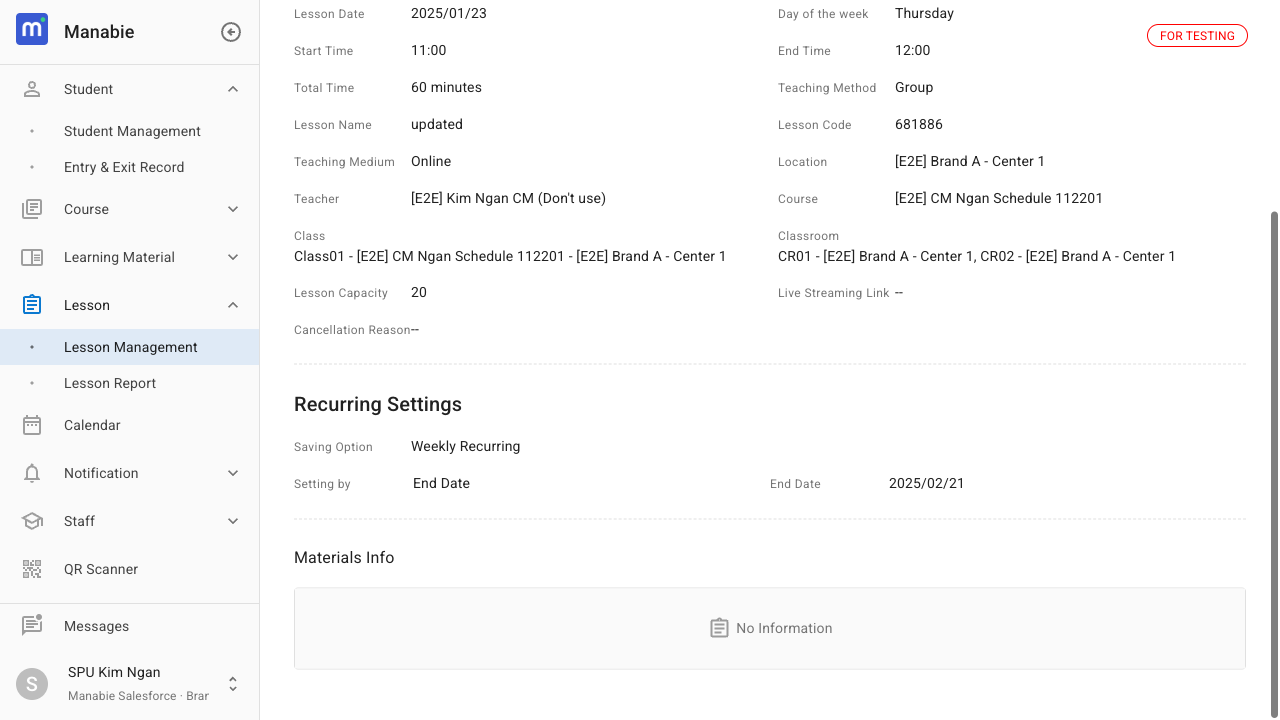 Manabie
Student
Student Management
Entry & Exit Record
Course
Learning Material
Lesson
Lesson Management
Lesson Report
Calendar
Notification
Staff
QR Scanner
Messages
S
SPU Kim Ngan
Manabie Salesforce · Brar
FOR TESTING
Lesson Date 2025/01/23 Day of the week Thursday
Start Time 11:00 End Time 12:00
Total Time 60 minutes Teaching Method Group
Lesson Name updated Lesson Code 681886
Teaching Medium Online Location [E2E] Brand A - Center 1
Teacher [E2E] Kim Ngan CM (Don't use) Course [E2E] CM Ngan Schedule 112201
Class Classroom
Class01 - [E2E] CM Ngan Schedule 112201 - [E2E] Brand A - Center 1 CR01 - [E2E] Brand A - Center 1, CR02 - [E2E] Brand A - Center 1
Lesson Capacity 20 Live Streaming Link --
Cancellation Reason--
Recurring Settings
Saving Option Weekly Recurring
Setting by End Date End Date 2025/02/21
Materials Info
No Information